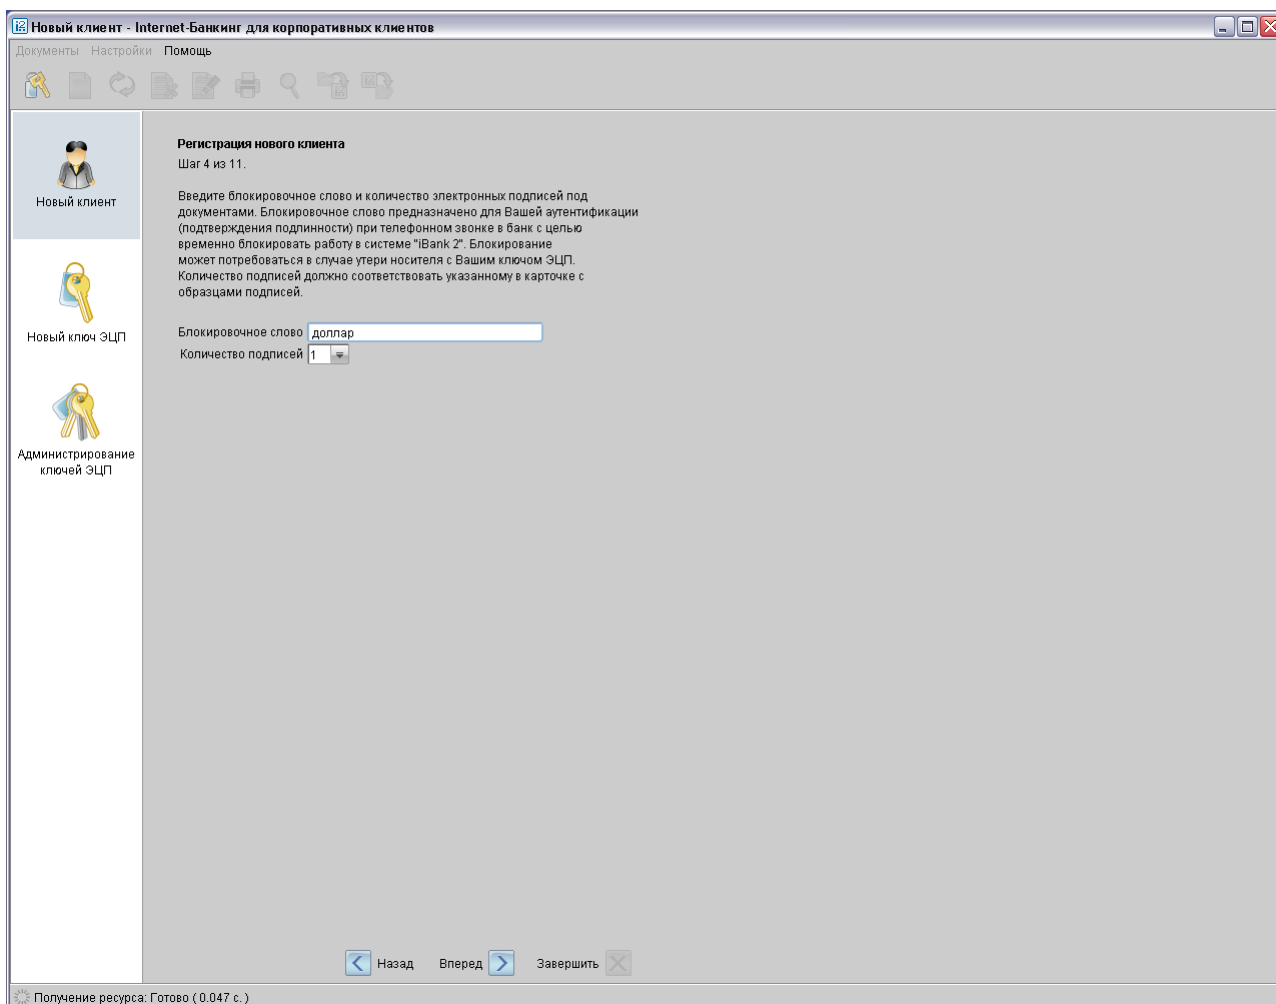 Новый клиент - Internet-Банкинг для корпоративных клиентов
Документы Настройки Помощь
Новый клиент
Новый ключ ЭЦП
Администрирование
ключей ЭЦП
Регистрация нового клиента
Шаг 4 из 11.
Введите блокировочное слово и количество электронных подписей под
документами. Блокировочное слово предназначено для Вашей аутентификации
(подтверждения подлинности) при телефонном звонке в банк с целью
временно блокировать работу в системе "iBank 2". Блокирование
может потребоваться в случае утери носителя с Вашим ключом ЭЦП.
Количество подписей должно соответствовать указанному в карточке с
образцами подписей.
Блокировочное слово доллар
Количество подписей 1
Назад Вперед Завершить
Получение ресурса: Готово ( 0.047 с. )